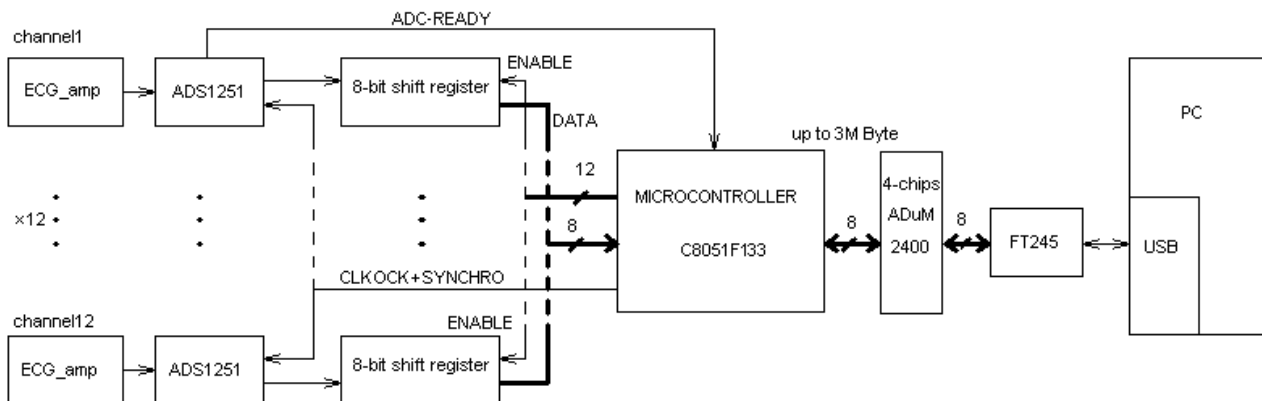 ADC-READY
channel1
ENABLE
ECG_amp
ADS1251
8-bit shift register
DATA
PC
up to 3M Byte
12
MICROCONTROLLER
4-chips
ADuM
2400
×12
8
8
8
C8051F133
FT245
USB
CLKOCK+SYNCHRO
channel12
ENABLE
ECG_amp
ADS1251
8-bit shift register